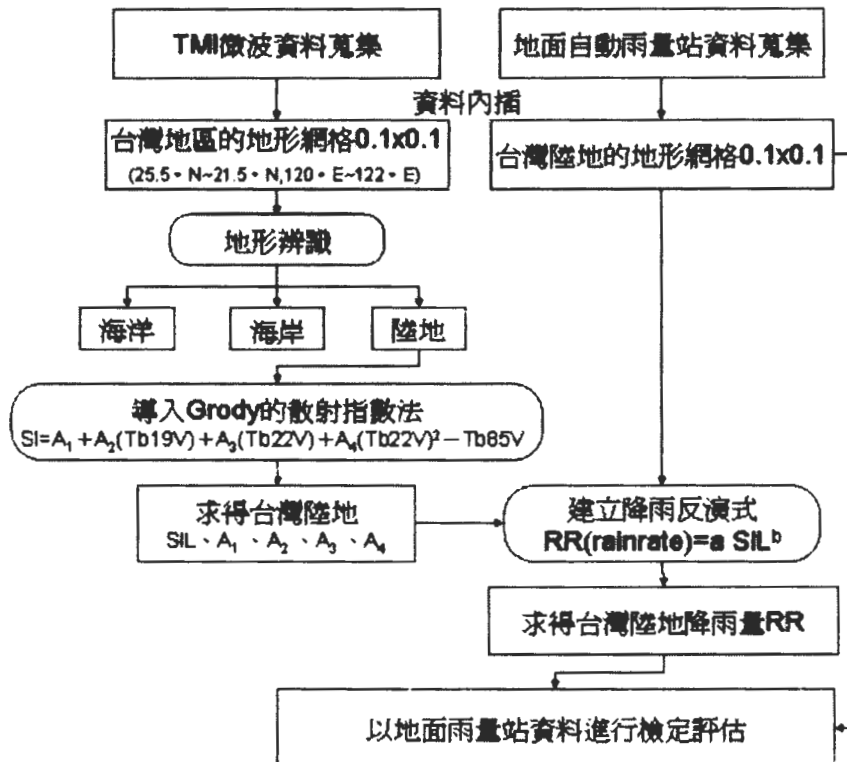 TMI微波資料蒐集
地面自動雨量站資料蒐集
資料內插
台灣地區的地形網格0.1x0.1
(25.5∘N~21.5∘N,120∘E~122∘E)
台灣陸地的地形網格0.1x0.1
地形辨識
海洋
海岸
陸地
導入Grody的散射指數法
SI=A₁+A₂(Tb19V)+A₃(Tb22V)+A₄(Tb22V)²－Tb85V
求得台灣陸地
SIL、A₁、A₂、A₃、A₄
建立降雨反演式
RR(rainrate)=a SILᵇ
求得台灣陸地降雨量RR
以地面雨量站資料進行檢定評估